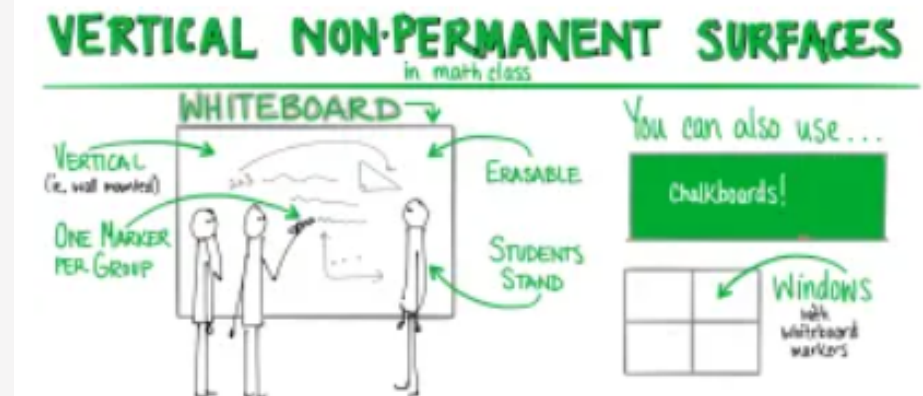 VERTICAL NON·PERMANENT SURFACES
in math class
WHITEBOARD
VERTICAL
(ie, wall mounted)
ONE MARKER
PER GROUP
ERASABLE
STUDENTS
STAND
You can also use...
Chalkboards!
Windows
with
whiteboard
markers